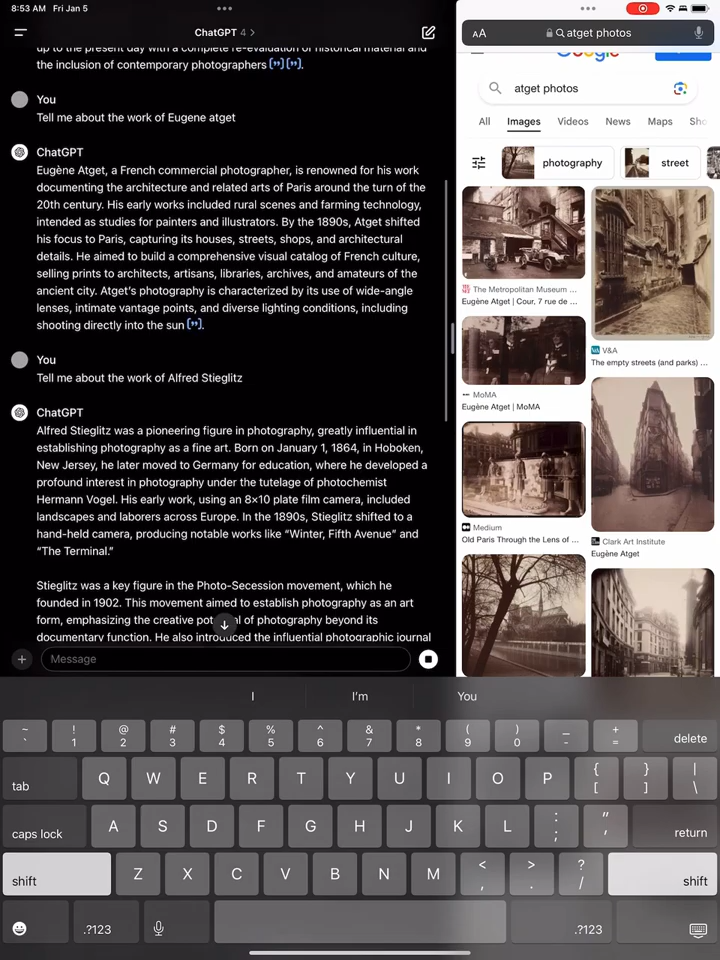 8:53 AM Fri Jan 5
ChatGPT 4 >
up to the present day with a complete re-evaluation of historical material and
the inclusion of contemporary photographers ["] ["].
You
Tell me about the work of Eugene atget
ChatGPT
Eugène Atget, a French commercial photographer, is renowned for his work
documenting the architecture and related arts of Paris around the turn of the
20th century. His early works included rural scenes and farming technology,
intended as studies for painters and illustrators. By the 1890s, Atget shifted
his focus to Paris, capturing its houses, streets, shops, and architectural
details. He aimed to build a comprehensive visual catalog of French culture,
selling prints to architects, artisans, libraries, archives, and amateurs of the
ancient city. Atget's photography is characterized by its use of wide-angle
lenses, intimate vantage points, and diverse lighting conditions, including
shooting directly into the sun ["].
You
Tell me about the work of Alfred Stieglitz
ChatGPT
Alfred Stieglitz was a pioneering figure in photography, greatly influential in
establishing photography as a fine art. Born on January 1, 1864, in Hoboken,
New Jersey, he later moved to Germany for education, where he developed a
profound interest in photography under the tutelage of photochemist
Hermann Vogel. His early work, using an 8×10 plate film camera, included
landscapes and laborers across Europe. In the 1890s, Stieglitz shifted to a
hand-held camera, producing notable works like “Winter, Fifth Avenue” and
“The Terminal.”
Stieglitz was a key figure in the Photo-Secession movement, which he
founded in 1902. This movement aimed to establish photography as an art
form, emphasizing the creative of photography beyond its
documentary function. He also introduced the influential photographic journal
Message
AA atget photos
Google
atget photos
All Images Videos News Maps Sho
photography street
The Metropolitan Museum ...
Eugène Atget | Cour, 7 rue de ...
V&A
The empty streets (and parks) ...
MoMA
Eugène Atget | MoMA
Medium
Old Paris Through the Lens of ...
Clark Art Institute
Eugène Atget
I I'm You
~ ! @ # $ % ^ & * ( ) _ +
` 1 2 3 4 5 6 7 8 9 0 - = delete
tab Q W E R T Y U I O P { [ } ] | \
caps lock A S D F G H J K L : ; " ' return
shift Z X C V B N M < , > . ? / shift
.?123 .?123